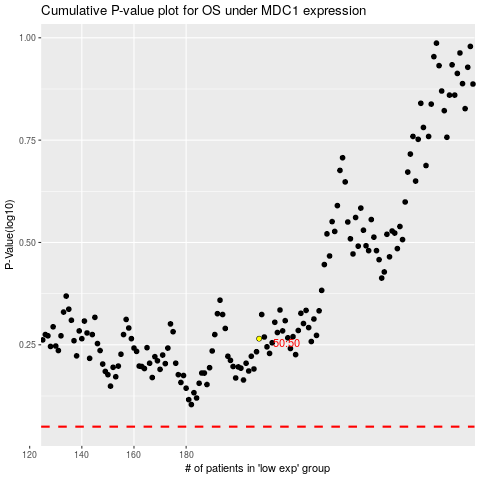 Cumulative P-value plot for OS under MDC1 expression
P-Value(log10)
1.00
0.75
0.50
0.25
50:50
120 140 160 180
# of patients in 'low exp' group